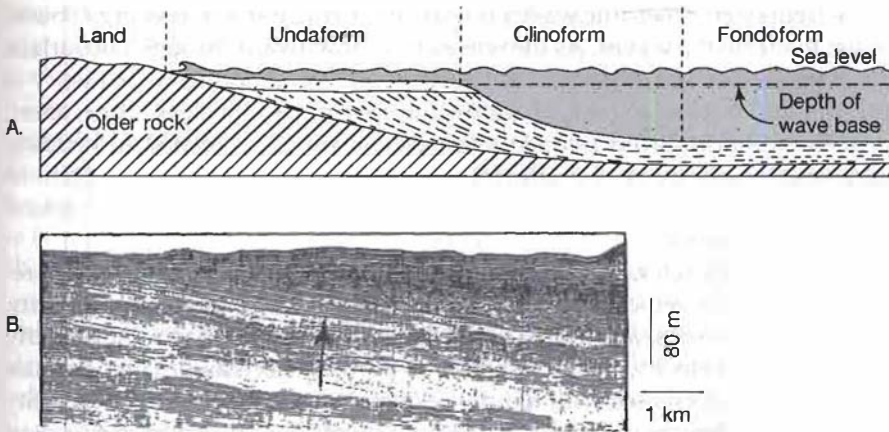 Land Undaform Clinoform Fondoform
Sea level
Depth of
wave base
A.
Older rock
B.
80 m
1 km